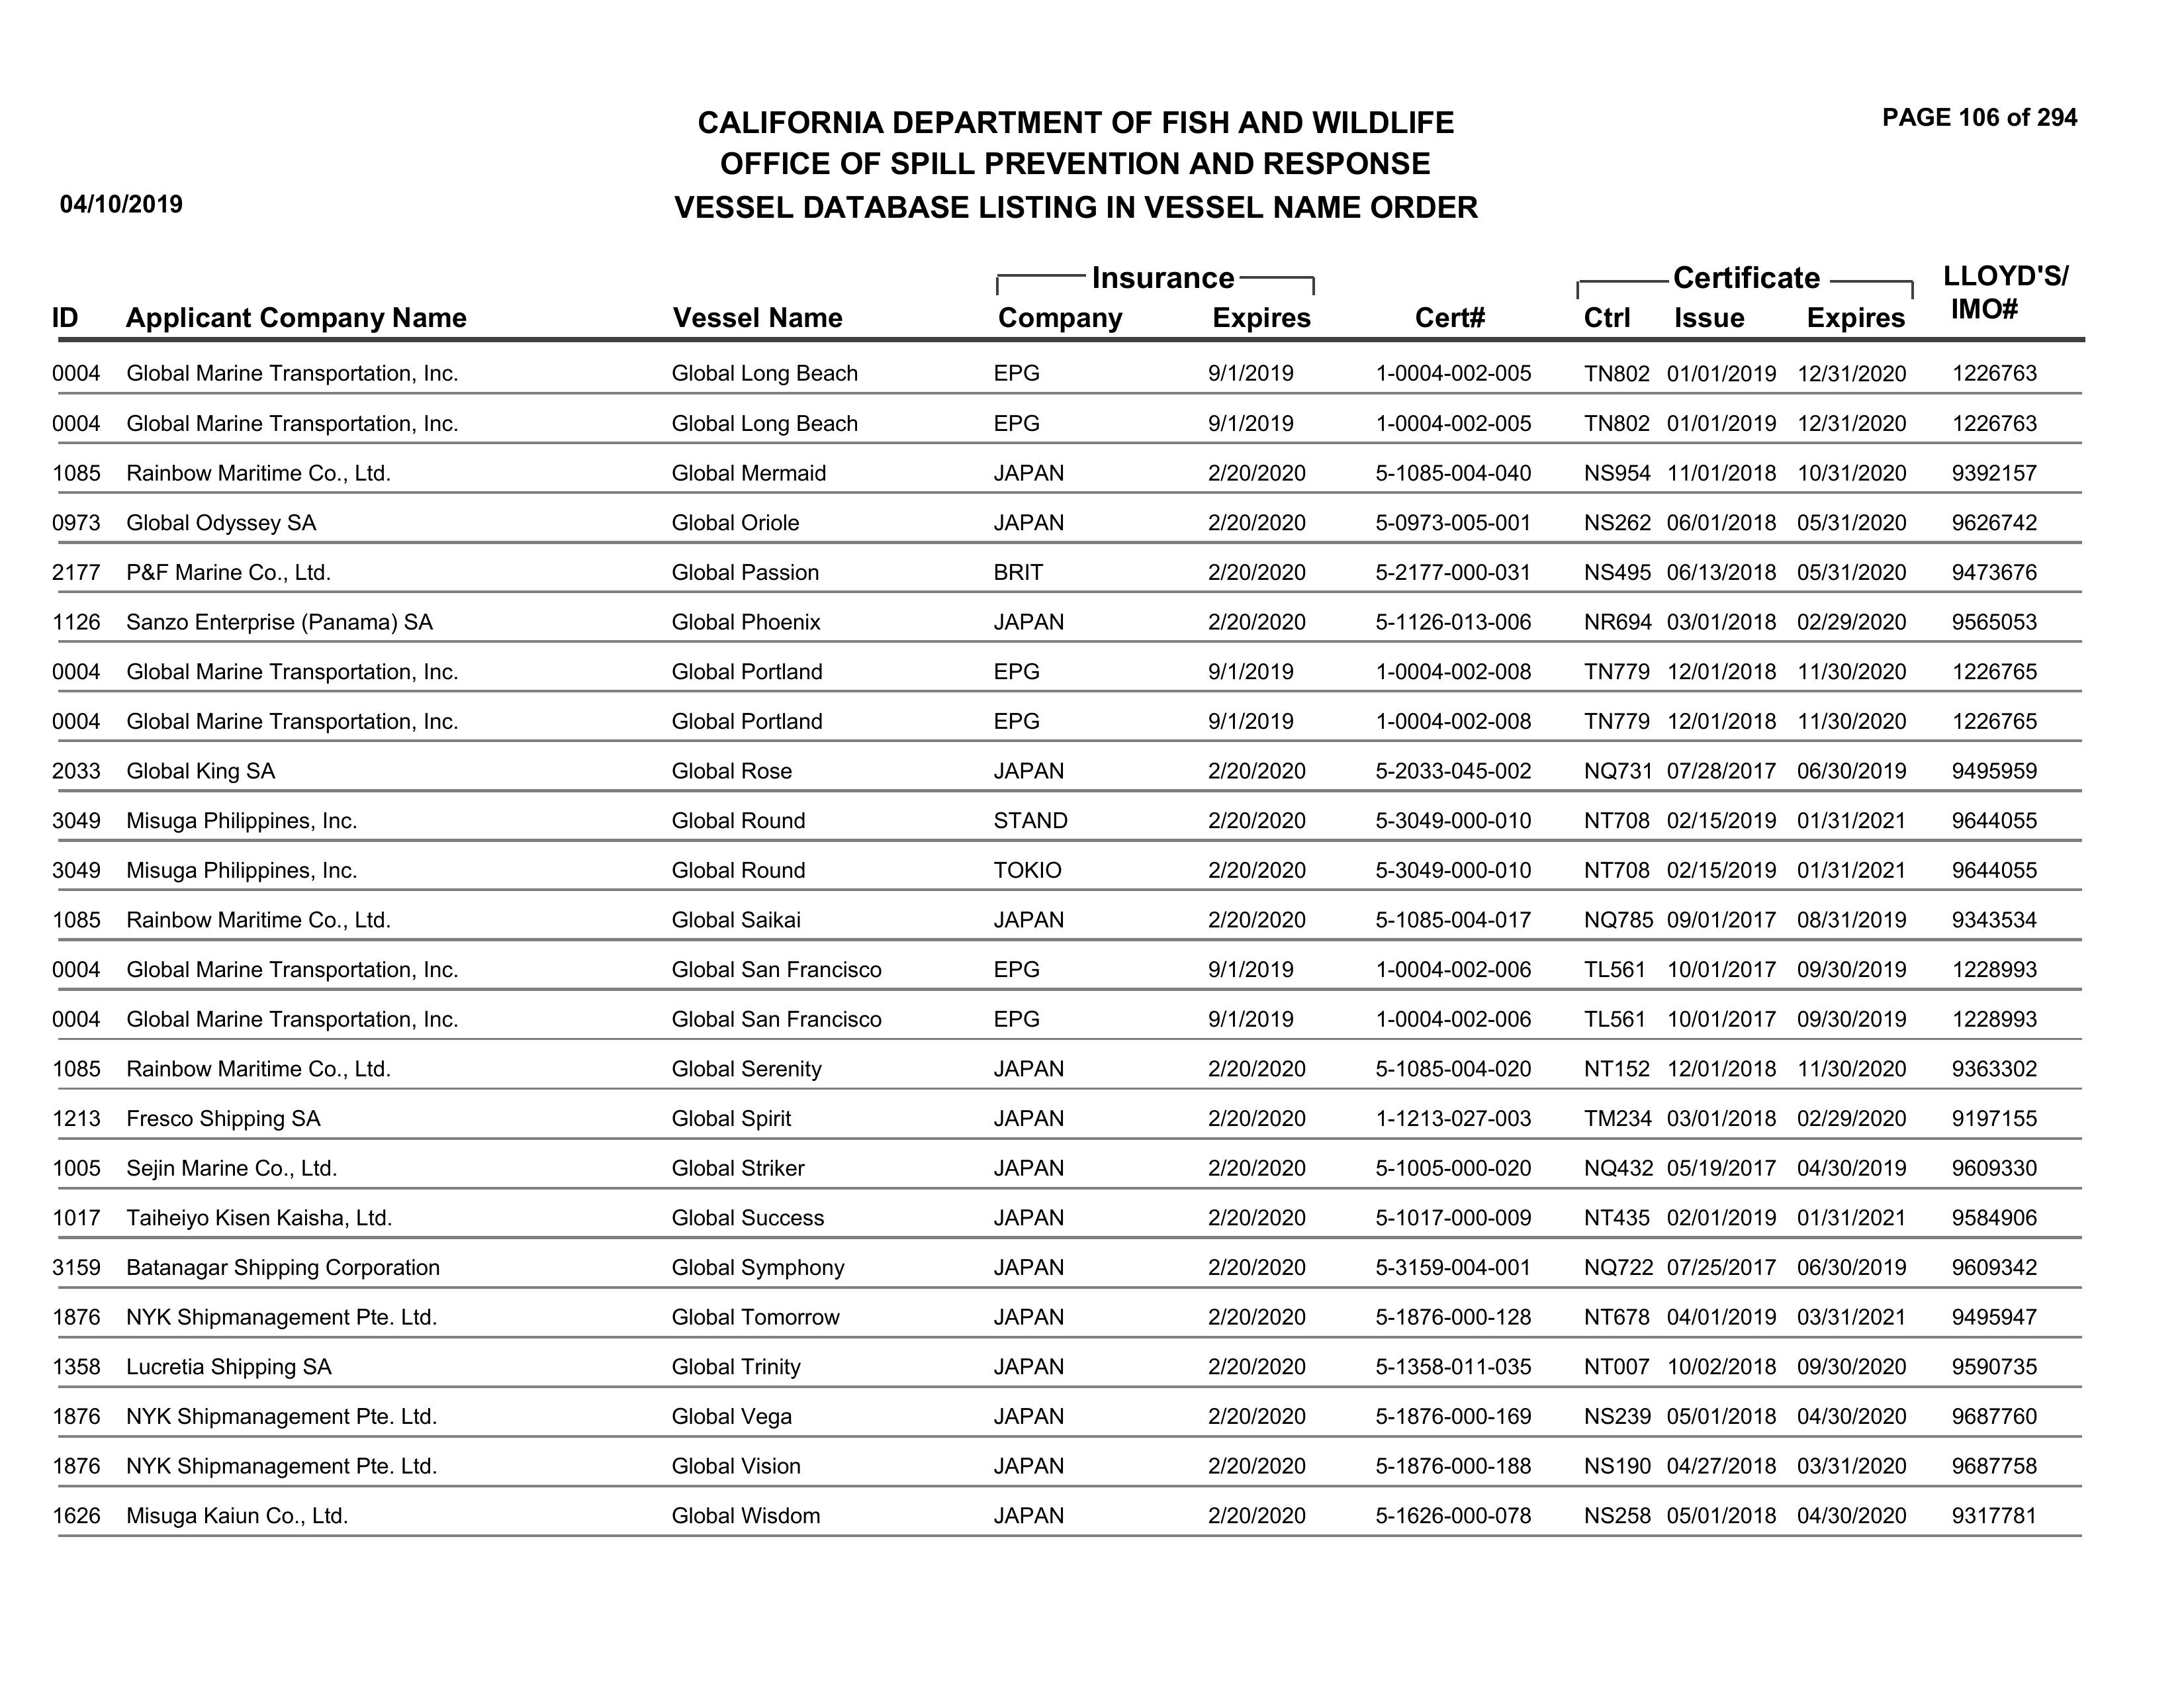 PAGE 106 of 294
CALIFORNIA DEPARTMENT OF FISH AND WILDLIFE
OFFICE OF SPILL PREVENTION AND RESPONSE
04/10/2019 VESSEL DATABASE LISTING IN VESSEL NAME ORDER
Insurance Certificate LLOYD'S/
ID Applicant Company Name Vessel Name Company Expires Cert# Ctrl Issue Expires IMO#
0004 Global Marine Transportation, Inc. Global Long Beach EPG 9/1/2019 1-0004-002-005 TN802 01/01/2019 12/31/2020 1226763
0004 Global Marine Transportation, Inc. Global Long Beach EPG 9/1/2019 1-0004-002-005 TN802 01/01/2019 12/31/2020 1226763
1085 Rainbow Maritime Co., Ltd. Global Mermaid JAPAN 2/20/2020 5-1085-004-040 NS954 11/01/2018 10/31/2020 9392157
0973 Global Odyssey SA Global Oriole JAPAN 2/20/2020 5-0973-005-001 NS262 06/01/2018 05/31/2020 9626742
2177 P&F Marine Co., Ltd. Global Passion BRIT 2/20/2020 5-2177-000-031 NS495 06/13/2018 05/31/2020 9473676
1126 Sanzo Enterprise (Panama) SA Global Phoenix JAPAN 2/20/2020 5-1126-013-006 NR694 03/01/2018 02/29/2020 9565053
0004 Global Marine Transportation, Inc. Global Portland EPG 9/1/2019 1-0004-002-008 TN779 12/01/2018 11/30/2020 1226765
0004 Global Marine Transportation, Inc. Global Portland EPG 9/1/2019 1-0004-002-008 TN779 12/01/2018 11/30/2020 1226765
2033 Global King SA Global Rose JAPAN 2/20/2020 5-2033-045-002 NQ731 07/28/2017 06/30/2019 9495959
3049 Misuga Philippines, Inc. Global Round STAND 2/20/2020 5-3049-000-010 NT708 02/15/2019 01/31/2021 9644055
3049 Misuga Philippines, Inc. Global Round TOKIO 2/20/2020 5-3049-000-010 NT708 02/15/2019 01/31/2021 9644055
1085 Rainbow Maritime Co., Ltd. Global Saikai JAPAN 2/20/2020 5-1085-004-017 NQ785 09/01/2017 08/31/2019 9343534
0004 Global Marine Transportation, Inc. Global San Francisco EPG 9/1/2019 1-0004-002-006 TL561 10/01/2017 09/30/2019 1228993
0004 Global Marine Transportation, Inc. Global San Francisco EPG 9/1/2019 1-0004-002-006 TL561 10/01/2017 09/30/2019 1228993
1085 Rainbow Maritime Co., Ltd. Global Serenity JAPAN 2/20/2020 5-1085-004-020 NT152 12/01/2018 11/30/2020 9363302
1213 Fresco Shipping SA Global Spirit JAPAN 2/20/2020 1-1213-027-003 TM234 03/01/2018 02/29/2020 9197155
1005 Sejin Marine Co., Ltd. Global Striker JAPAN 2/20/2020 5-1005-000-020 NQ432 05/19/2017 04/30/2019 9609330
1017 Taiheiyo Kisen Kaisha, Ltd. Global Success JAPAN 2/20/2020 5-1017-000-009 NT435 02/01/2019 01/31/2021 9584906
3159 Batanagar Shipping Corporation Global Symphony JAPAN 2/20/2020 5-3159-004-001 NQ722 07/25/2017 06/30/2019 9609342
1876 NYK Shipmanagement Pte. Ltd. Global Tomorrow JAPAN 2/20/2020 5-1876-000-128 NT678 04/01/2019 03/31/2021 9495947
1358 Lucretia Shipping SA Global Trinity JAPAN 2/20/2020 5-1358-011-035 NT007 10/02/2018 09/30/2020 9590735
1876 NYK Shipmanagement Pte. Ltd. Global Vega JAPAN 2/20/2020 5-1876-000-169 NS239 05/01/2018 04/30/2020 9687760
1876 NYK Shipmanagement Pte. Ltd. Global Vision JAPAN 2/20/2020 5-1876-000-188 NS190 04/27/2018 03/31/2020 9687758
1626 Misuga Kaiun Co., Ltd. Global Wisdom JAPAN 2/20/2020 5-1626-000-078 NS258 05/01/2018 04/30/2020 9317781